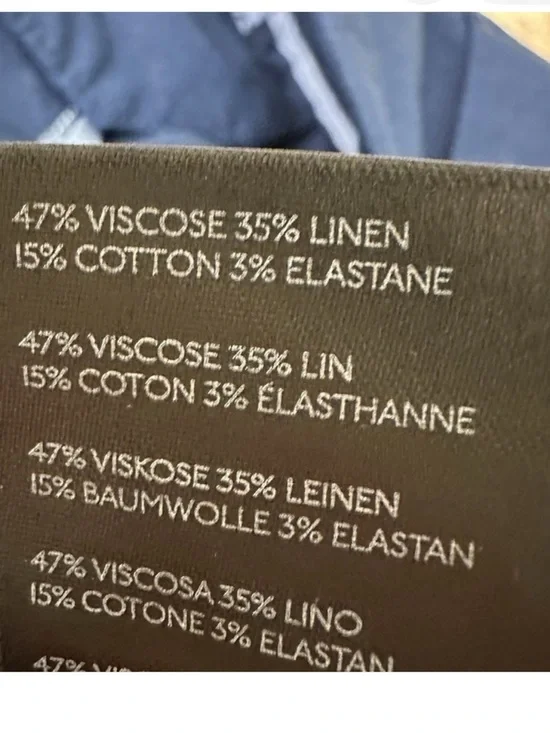 47% VISCOSE 35% LINEN
15% COTTON 3% ELASTANE
47% VISCOSE 35% LIN
15% COTON 3% ÉLASTHANNE
47% VISKOSE 35% LEINEN
15% BAUMWOLLE 3% ELASTAN
47% VISCOSA 35% LINO
15% COTONE 3% ELASTAN
47%